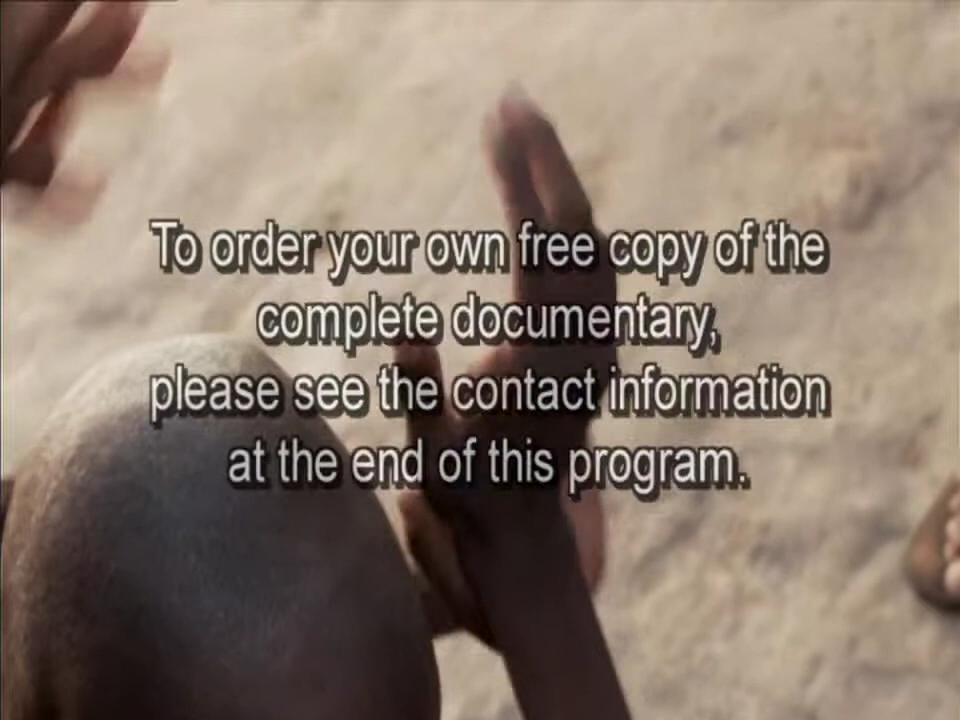 To order your own free copy of the
complete documentary,
please see the contact information
at the end of this program.